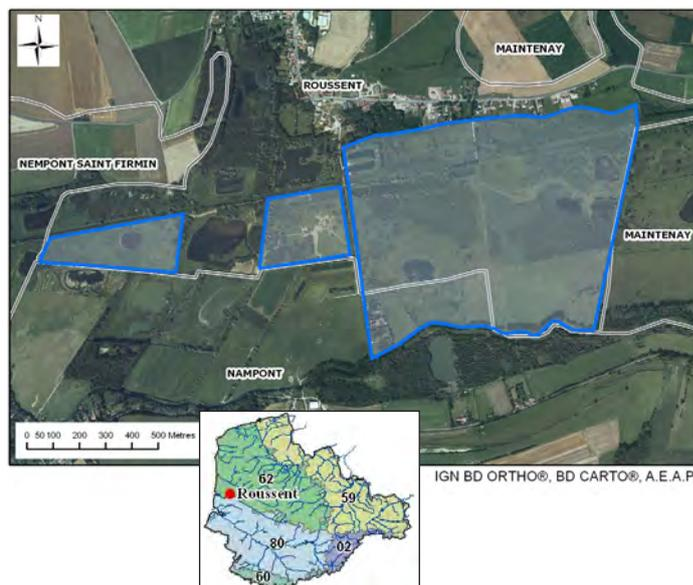 N
MAINTENAY
ROUSSENT
NEMPONT SAINT FIRMIN
MAINTENAY
NAMPONT
0 50 100 200 300 400 500 Metres
IGN BD ORTHO®, BD CARTO®, A.E.A.P
62
59
Roussent
80
02
60